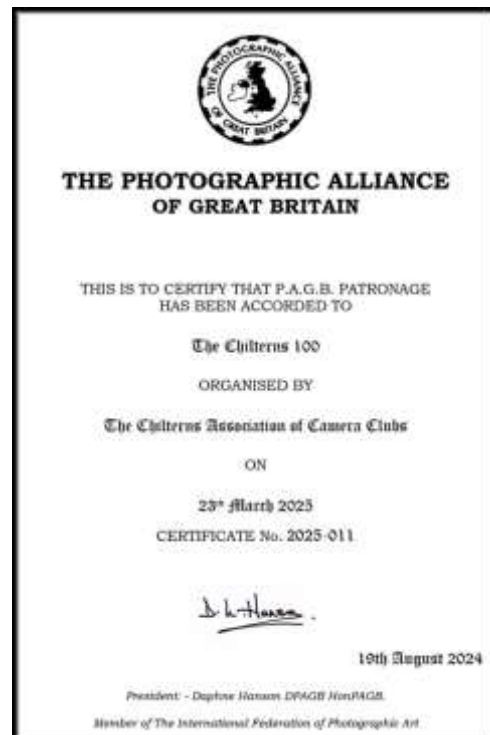 THE PHOTOGRAPHIC ALLIANCE
OF GREAT BRITAIN
THE PHOTOGRAPHIC ALLIANCE
OF GREAT BRITAIN
THIS IS TO CERTIFY THAT P.A.G.B. PATRONAGE
HAS BEEN ACCORDED TO
The Chilterns 100
ORGANISED BY
The Chilterns Association of Camera Clubs
ON
23ʳᵈ March 2025
CERTIFICATE No. 2025-011
D. L. Hanson.
19th August 2024
President: - Daphne Hanson DPAGB HonPAGB.
Member of The International Federation of Photographic Art